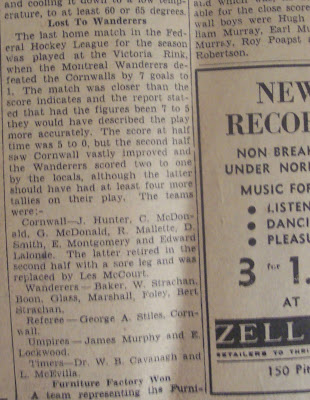 and cooling it down to a low temp-
erature, to at least 60 or 65 degrees.
Lost To Wanderers
The last home match in the Fed-
eral Hockey League for the season
was played at the Victoria Rink,
when the Montreal Wanderers de-
feated the Cornwalls by 7 goals to
1. The match was closer than the
score indicates and the report stat-
ed that had the figures been 7 to 5
they would have described the play
more accurately. The score at half
time was 5 to 0, but the second half
saw Cornwall vastly improved and
the Wanderers scored two to one
by the locals, although the latter
should have had at least four more
tallies on their play. The teams
were:-
Cornwall—J. Hunter, C. McDon-
ald, G. McDonald, R. Mallette, D.
Smith, E. Montgomery and Edward
Lalonde. The latter retired in the
second half with a sore leg and was
replaced by Les McCourt.
Wanderers — Baker, W. Strachan,
Boon, Glass, Marshall, Foley, Bert
Strachan.
Referee — George A. Stiles, Corn-
wall.
Umpires — James Murphy and E.
Lockwood.
Timers—Dr. W. B. Cavanagh and
L. McEvilla.
Furniture Factory Won
A team representing the Furni-
able for the close score
all boys were Hugh
liam Murray, Earl Mu
Murray, Roy Poapst a
Robertson.
NEW
RECOR
NON BREA
UNDER NOR
MUSIC FO
• LISTEN
• DANCI
• PLEASU
3 for 1.
AT
ZELL
RETAILERS TO THRI
150 Pi